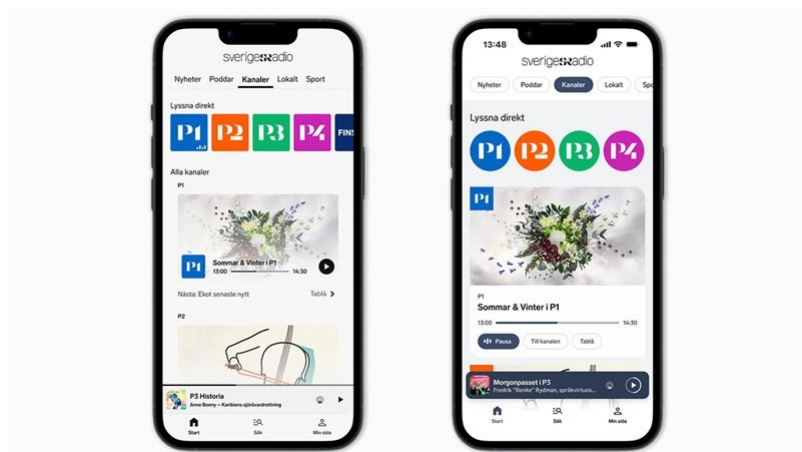 sverigesradio
Nyheter Poddar Kanaler Lokalt Sport
Lyssna direkt
P1 P2 P3 P4 FINS
Alla kanaler
P1
P1
Sommar & Vinter i P1
13:00 14:30
Nästa: Ekot senaste nytt Tablå
P2
P3 Historia
Anne Bonny – Karibiens sjörövardrottning
Start Sök Min sida
13:48
sverigesradio
Nyheter Poddar Kanaler Lokalt Spo
Lyssna direkt
P1 P2 P3 P4
P1
P1
Sommar & Vinter i P1
13:00 14:30
Pausa Till kanalen Tablå
Morgonpasset i P3
Fredrik "Benke" Rydman, språkvirtuos...
Start Sök Min sida